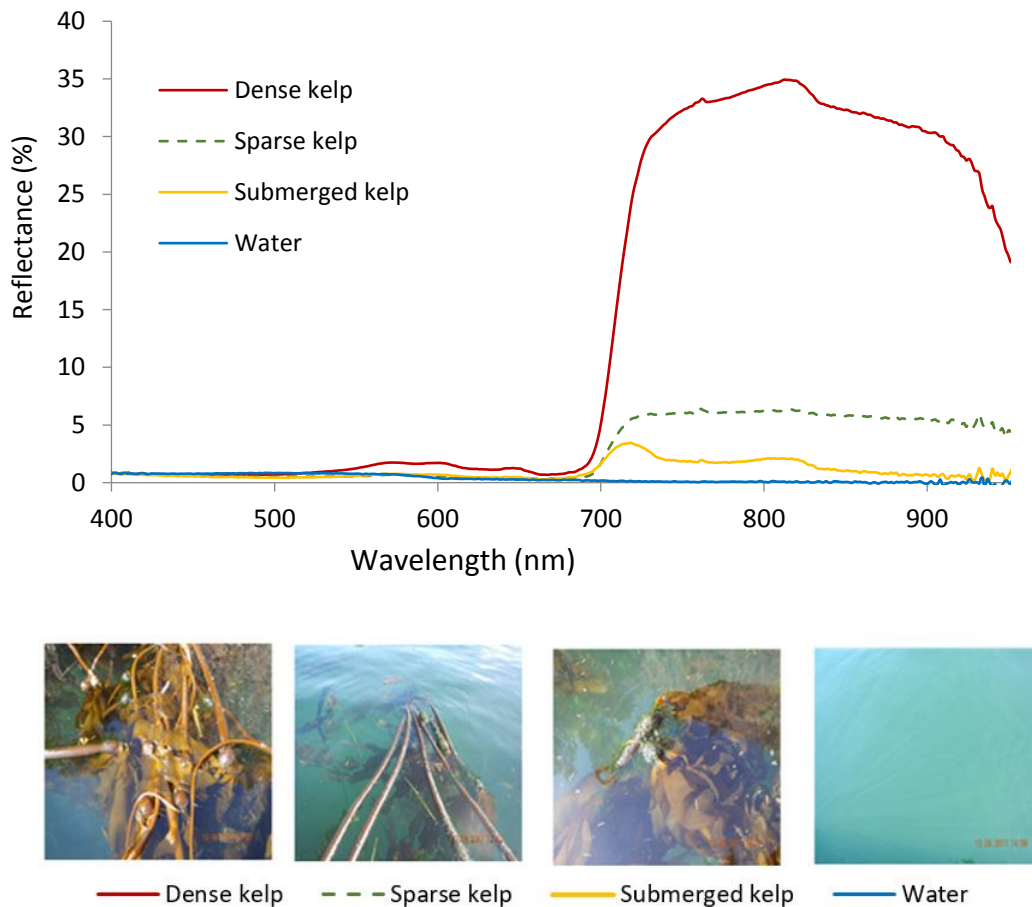 40
35
30
25
20
15
10
5
0
Reflectance (%)
Dense kelp
Sparse kelp
Submerged kelp
Water
400 500 600 700 800 900
Wavelength (nm)
Dense kelp Sparse kelp Submerged kelp Water